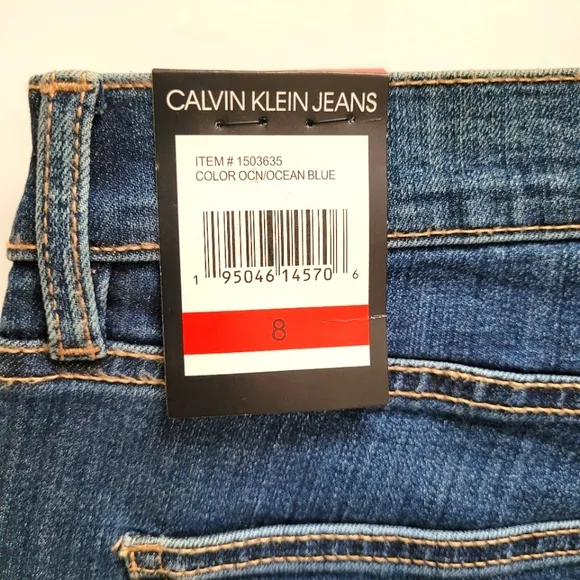 CALVIN KLEIN JEANS
ITEM # 1503635
COLOR OCN/OCEAN BLUE
1 95046 14570 6
8